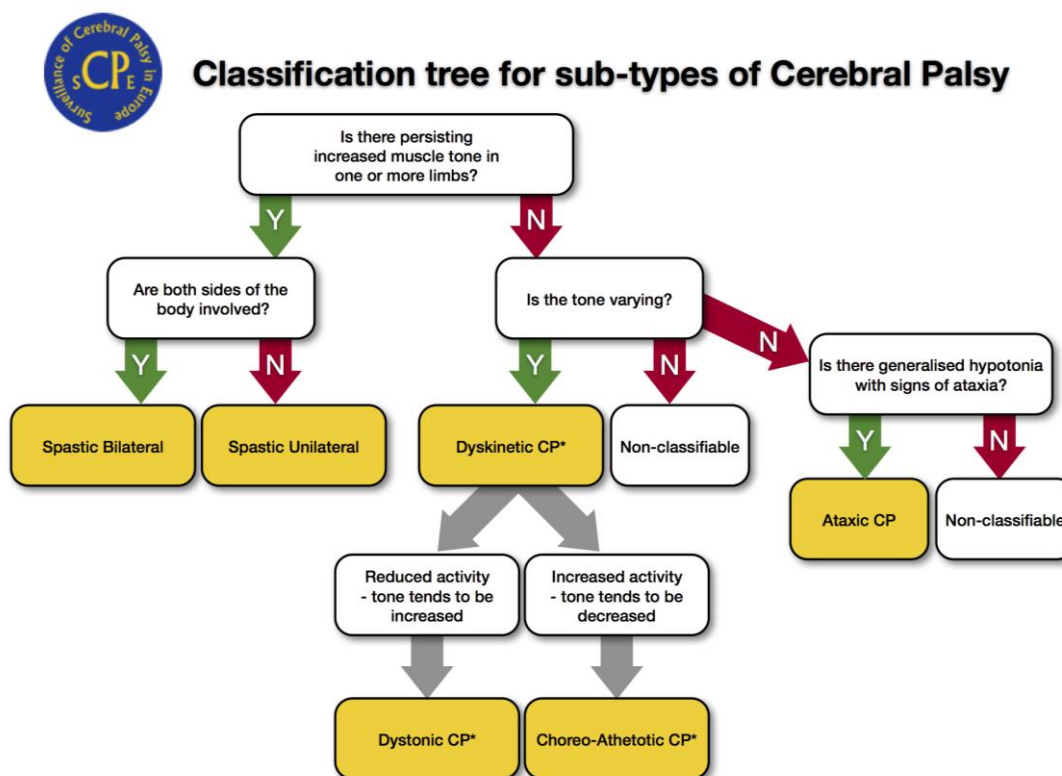 Surveillance of Cerebral Palsy in Europe
SCPE
Classification tree for sub-types of Cerebral Palsy
Is there persisting
increased muscle tone in
one or more limbs?
Y
N
Are both sides of the
body involved?
Is the tone varying?
N
Y
N
Y
N
Is there generalised hypotonia
with signs of ataxia?
Spastic Bilateral
Spastic Unilateral
Dyskinetic CP*
Non-classifiable
Y
N
Ataxic CP
Non-classifiable
Reduced activity
- tone tends to be
increased
Increased activity
- tone tends to be
decreased
Dystonic CP*
Choreo-Athetotic CP*